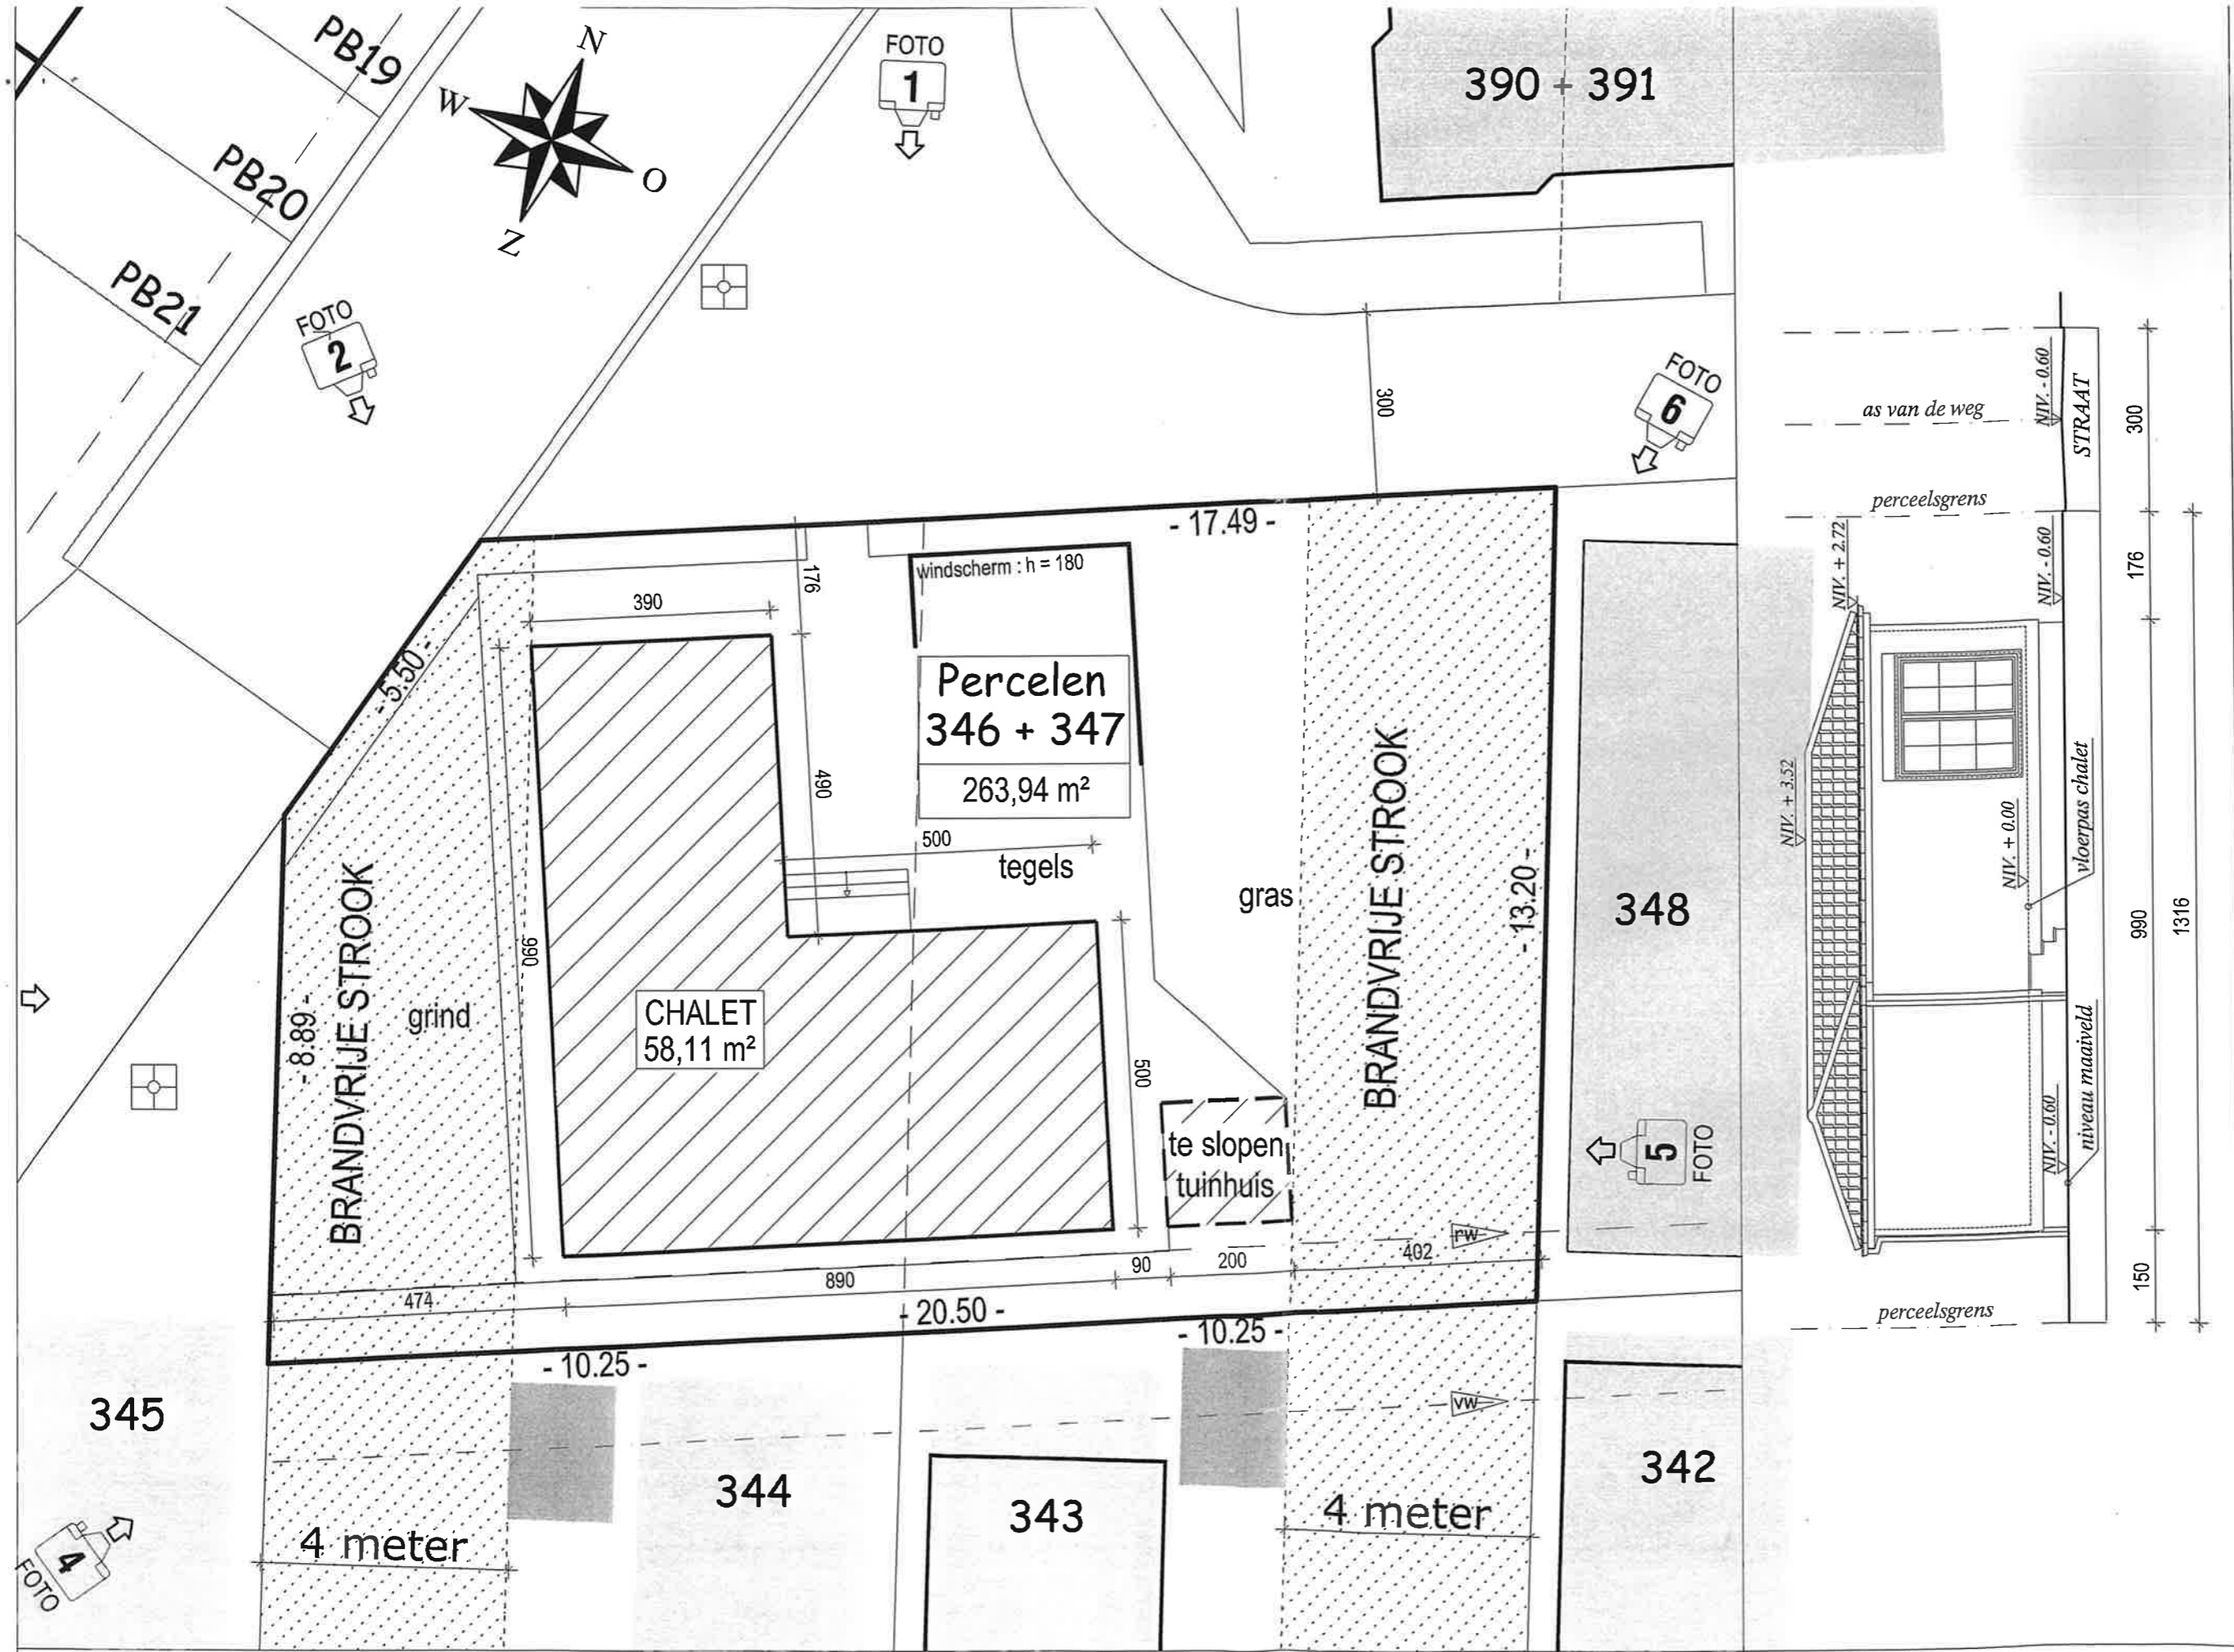 PB19
PB20
PB21
N
W
O
Z
FOTO
1
FOTO
2
390 + 391
FOTO
6
300
- 17.49 -
windscherm : h = 180
176
390
- 5.50 -
Percelen
346 + 347
263,94 m²
490
500
tegels
gras
BRANDVRIJE STROOK
- 13.20 -
348
BRANDVRIJE STROOK
- 8.89 -
grind
990
CHALET
58,11 m²
500
te slopen
tuinhuis
FOTO
5
rw
474
890
90
200
402
- 20.50 -
- 10.25 -
- 10.25 -
vw
345
344
343
342
4 meter
4 meter
FOTO
4
as van de weg
NIV. - 0.60
STRAAT
300
perceelsgrens
NIV. + 2.72
NIV. - 0.60
176
NIV. + 3.52
NIV. + 0.00
vloerpas chalet
990
1316
NIV. - 0.60
niveau maaiveld
150
perceelsgrens